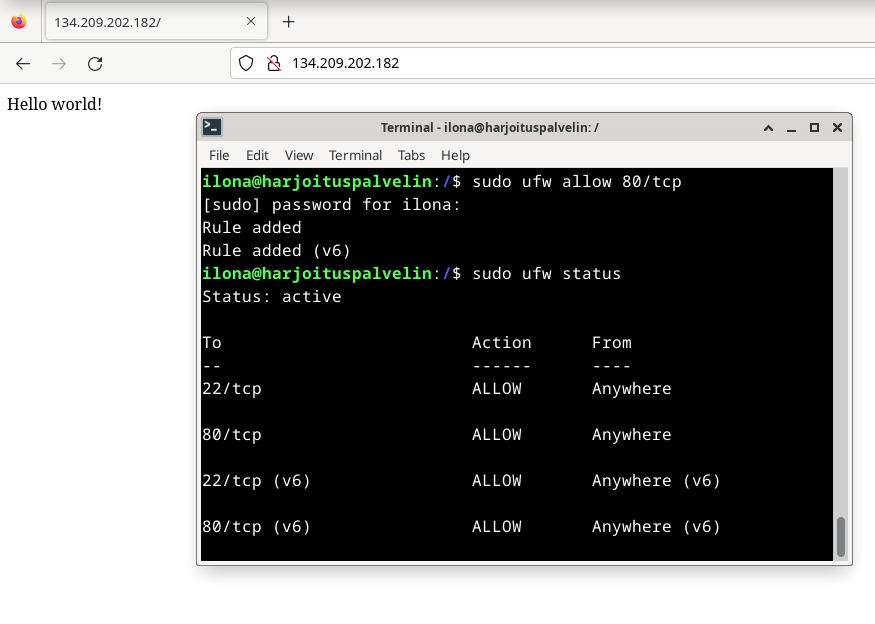 134.209.202.182/
134.209.202.182
Hello world!
Terminal - ilona@harjoituspalvelin: /
File Edit View Terminal Tabs Help
ilona@harjoituspalvelin:/$ sudo ufw allow 80/tcp
[sudo] password for ilona:
Rule added
Rule added (v6)
ilona@harjoituspalvelin:/$ sudo ufw status
Status: active
To Action From
-- ------ ----
22/tcp ALLOW Anywhere
80/tcp ALLOW Anywhere
22/tcp (v6) ALLOW Anywhere (v6)
80/tcp (v6) ALLOW Anywhere (v6)